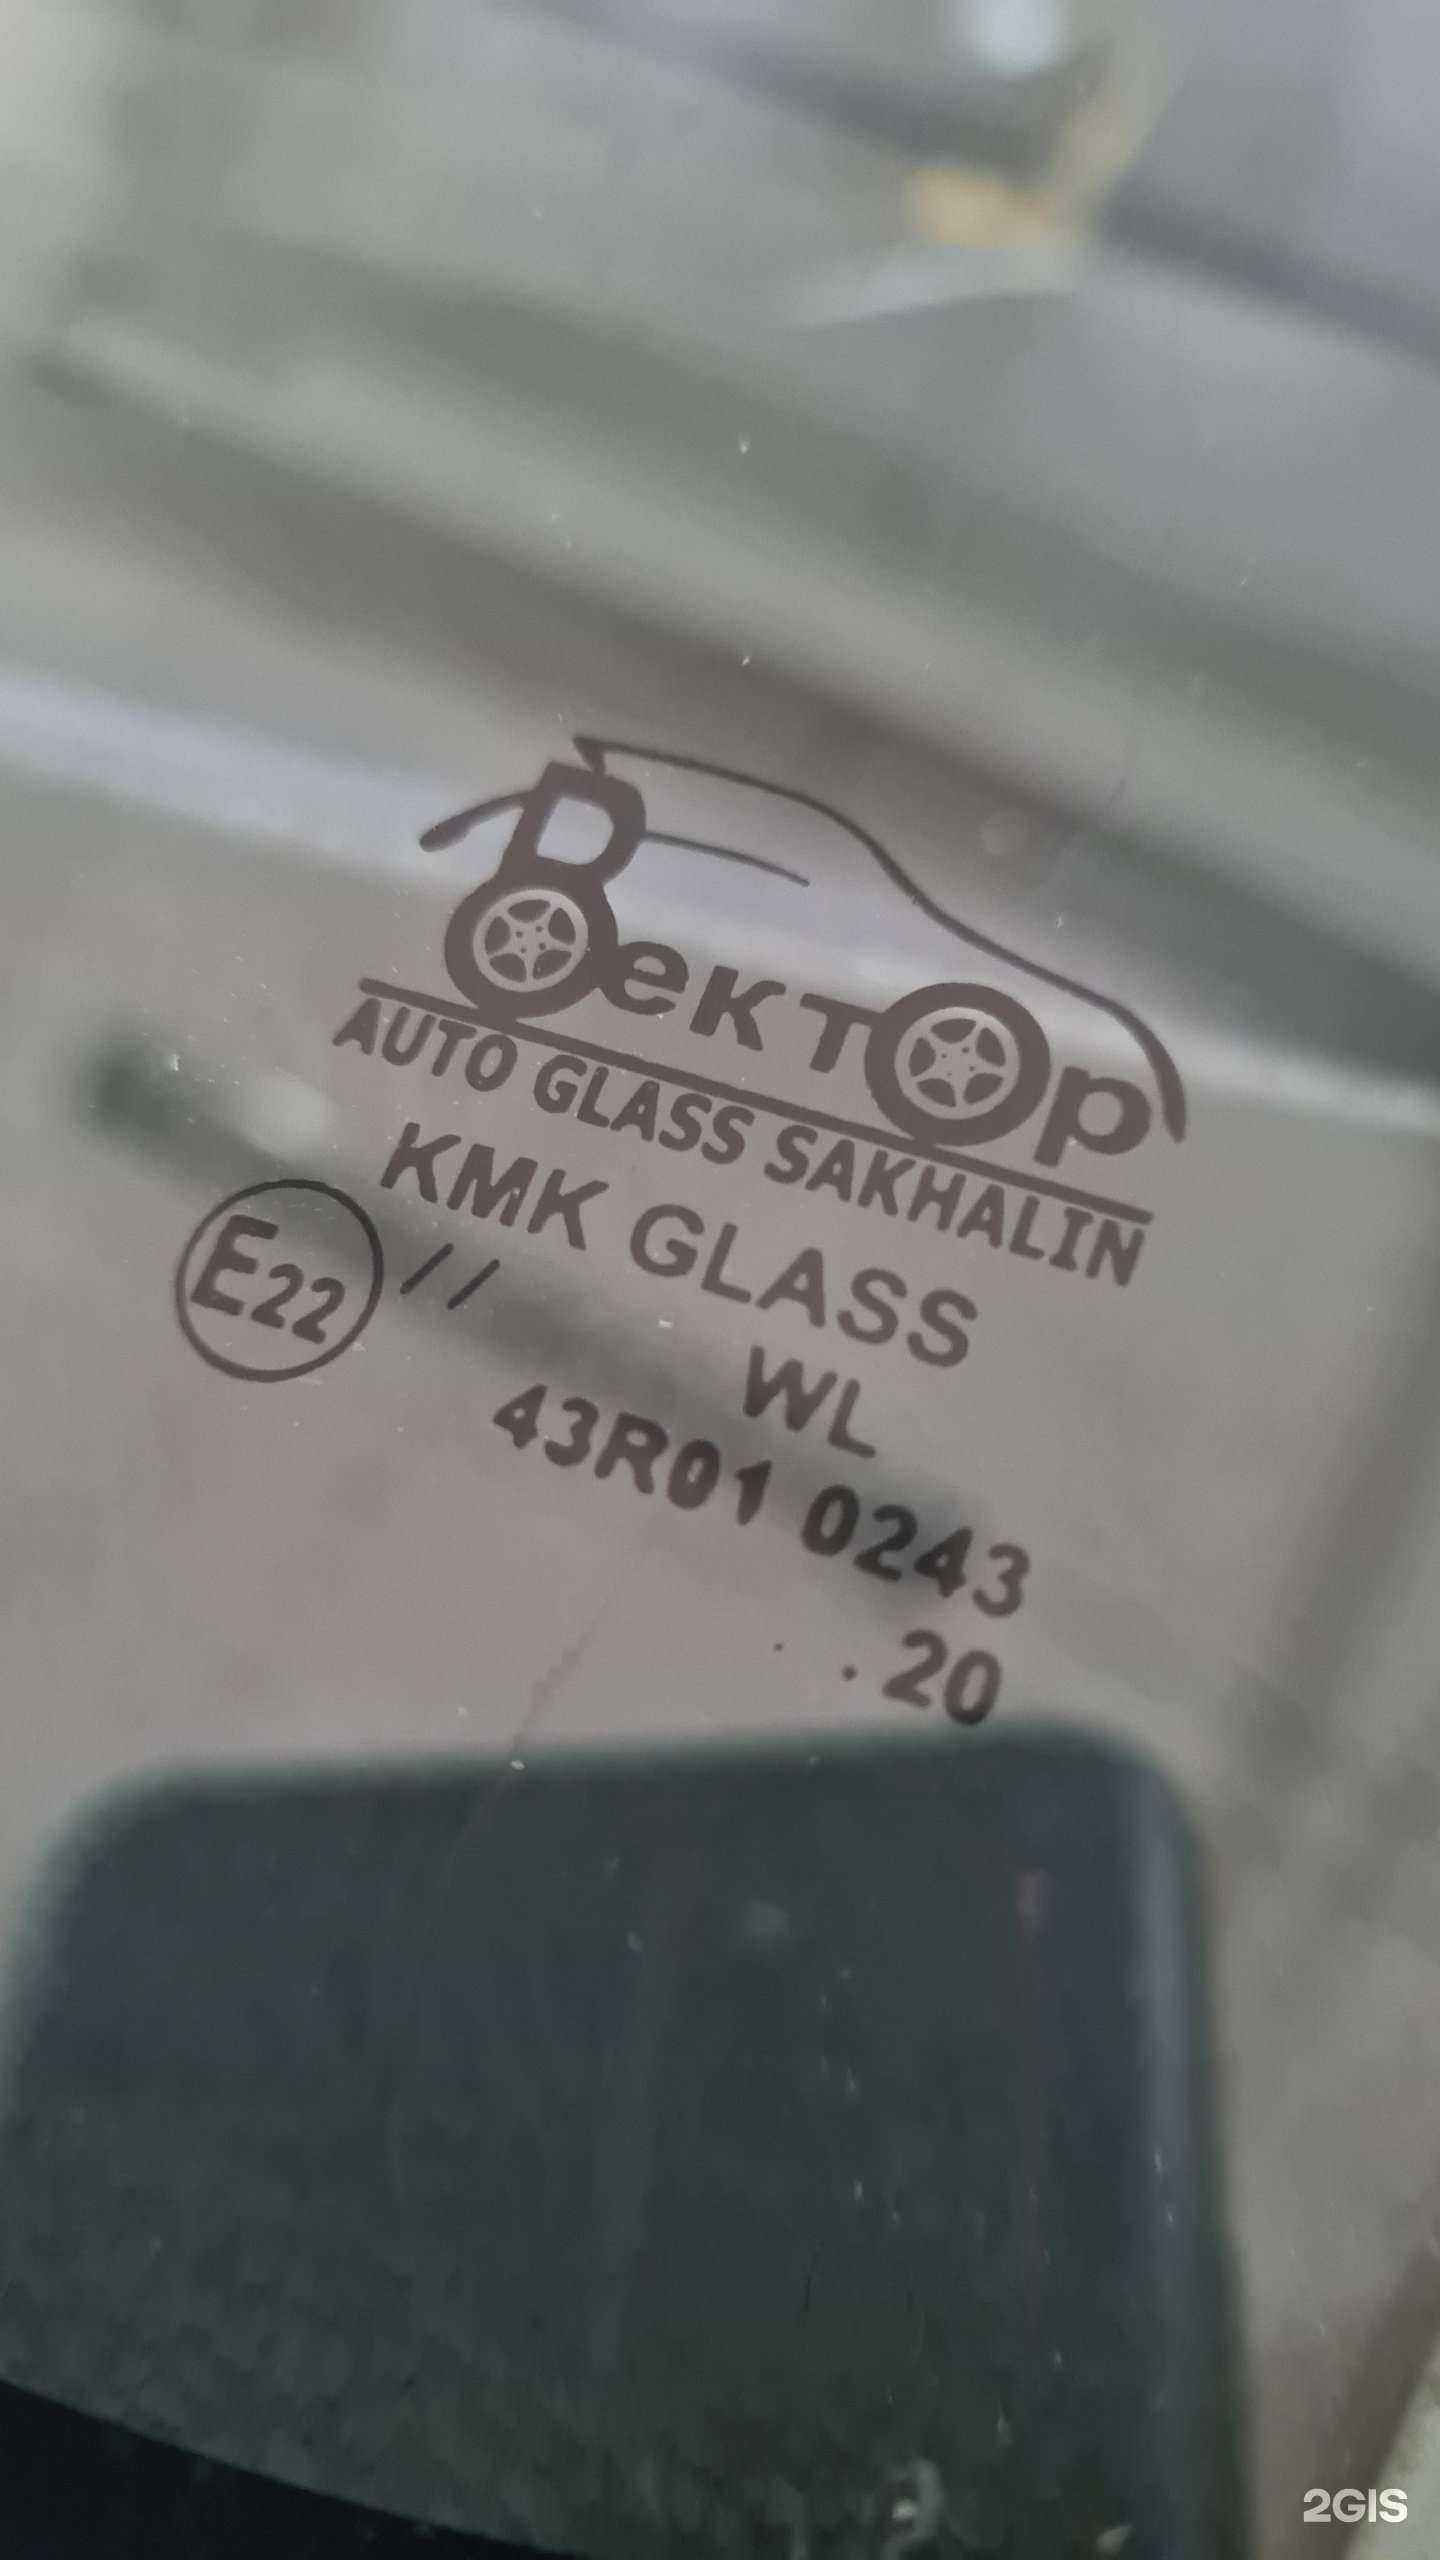 Вектор
AUTO GLASS SAKHALIN
KMK GLASS
E22 //
WL
43R01 0243
. . 20
2GIS